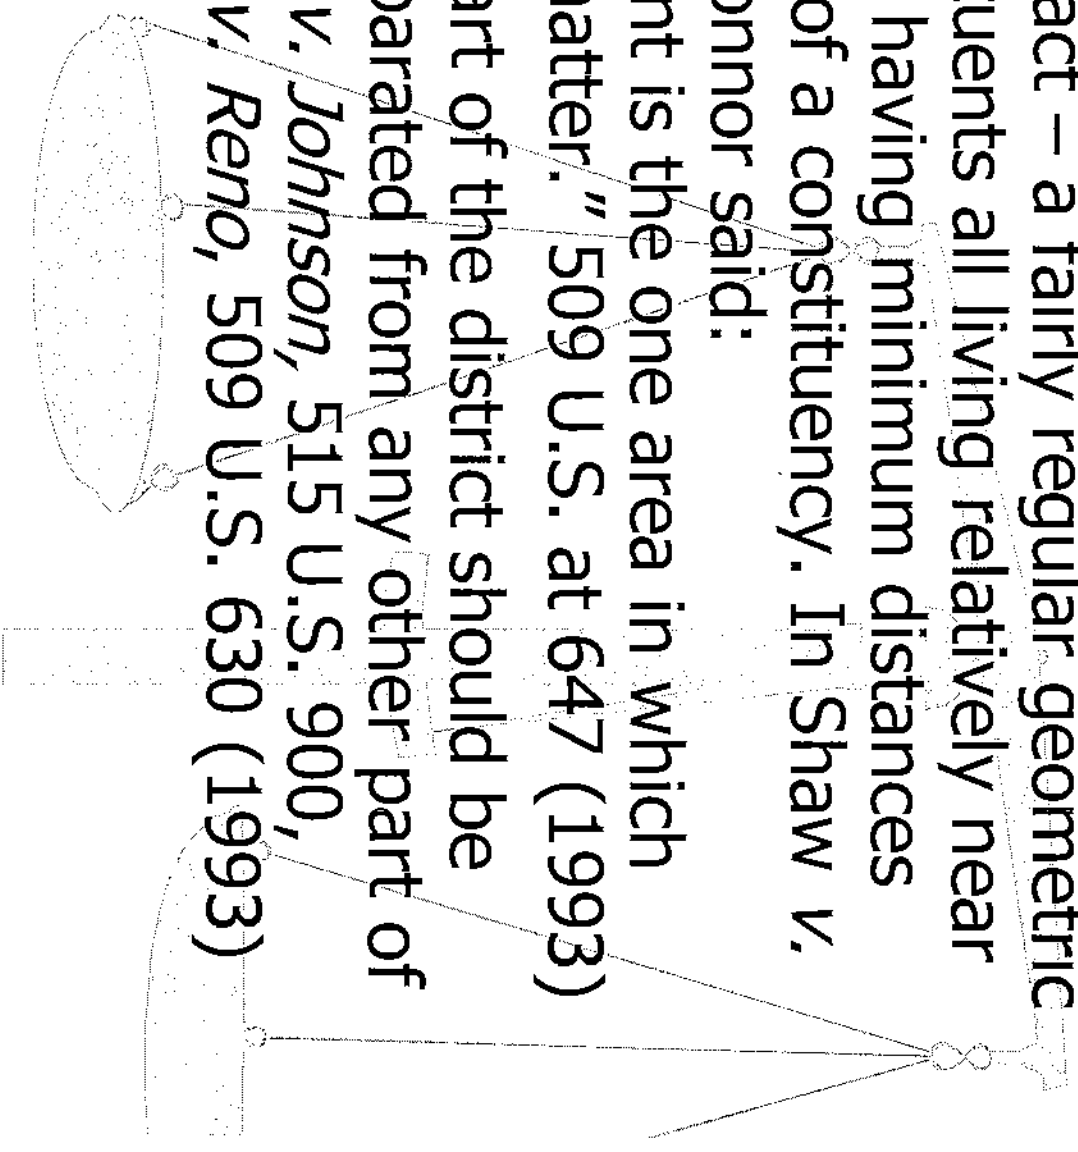 act – a fairly regular geometric
uents all living relatively near
having minimum distances
of a constituency. In Shaw v.
onnor said:
nt is the one area in which
natter.” 509 U.S. at 647 (1993)
art of the district should be
parated from any other part of
v. Johnson, 515 U.S. 900,
v. Reno, 509 U.S. 630 (1993)